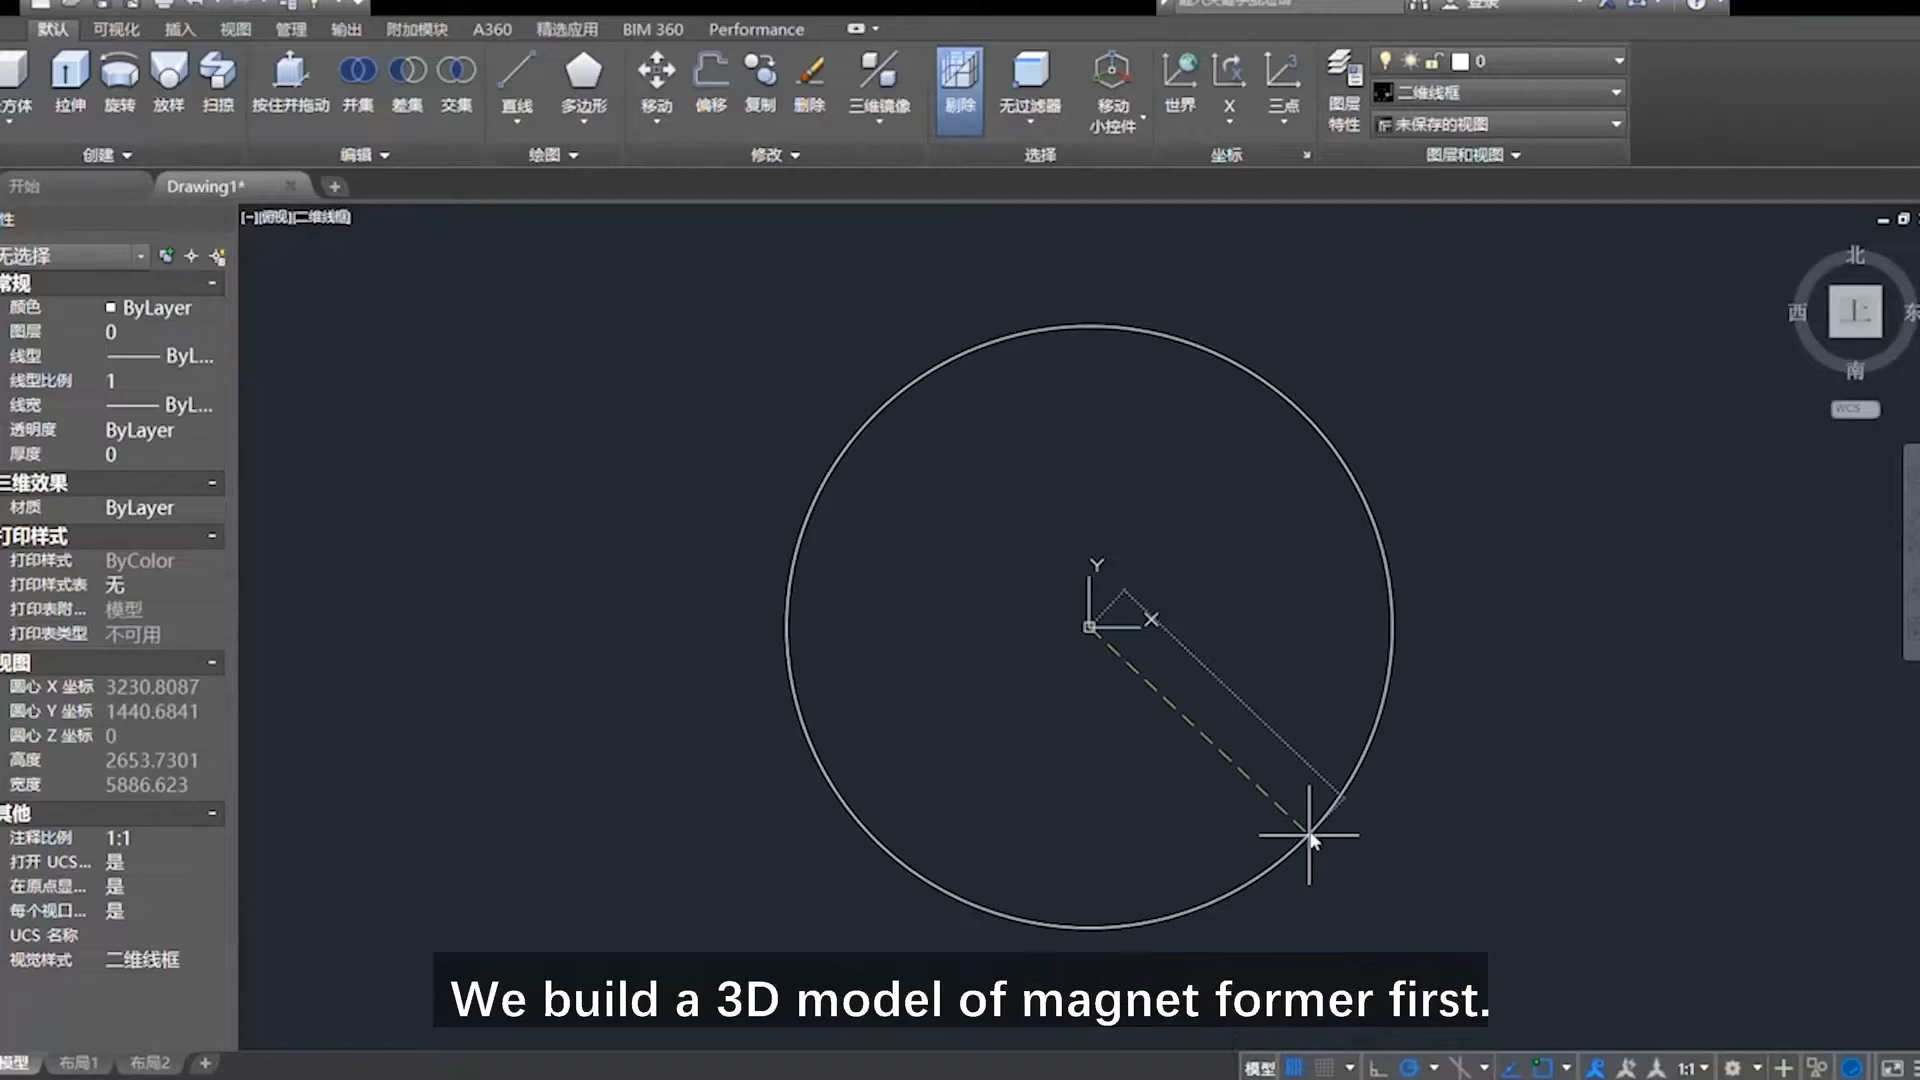 默认 可视化 插入 视图 管理 输出 附加模块 A360 精选应用 BIM 360 Performance
方体 拉伸 旋转 放样 扫掠 按住并拖动 并集 差集 交集 直线 多边形 移动 偏移 复制 删除 三维镜像 剔除 无过滤器 移动 小控件 世界 X 三点 图层 特性
0
二维线框
未保存的视图
创建 编辑 绘图 修改 选择 坐标 图层和视图
开始 Drawing1*
性
[−][俯视][二维线框]
无选择
常规
颜色 ByLayer
图层 0
线型 ByL...
线型比例 1
线宽 ByL...
透明度 ByLayer
厚度 0
三维效果
材质 ByLayer
打印样式
打印样式 ByColor
打印样式表 无
打印表附... 模型
打印表类型 不可用
视图
圆心 X 坐标 3230.8087
圆心 Y 坐标 1440.6841
圆心 Z 坐标 0
高度 2653.7301
宽度 5886.623
其他
注释比例 1:1
打开 UCS... 是
在原点显... 是
每个视口... 是
UCS 名称
视觉样式 二维线框
北
西 上 东
南
WCS
Y
X
We build a 3D model of magnet former first.
模型 布局1 布局2 +
模型 1:1